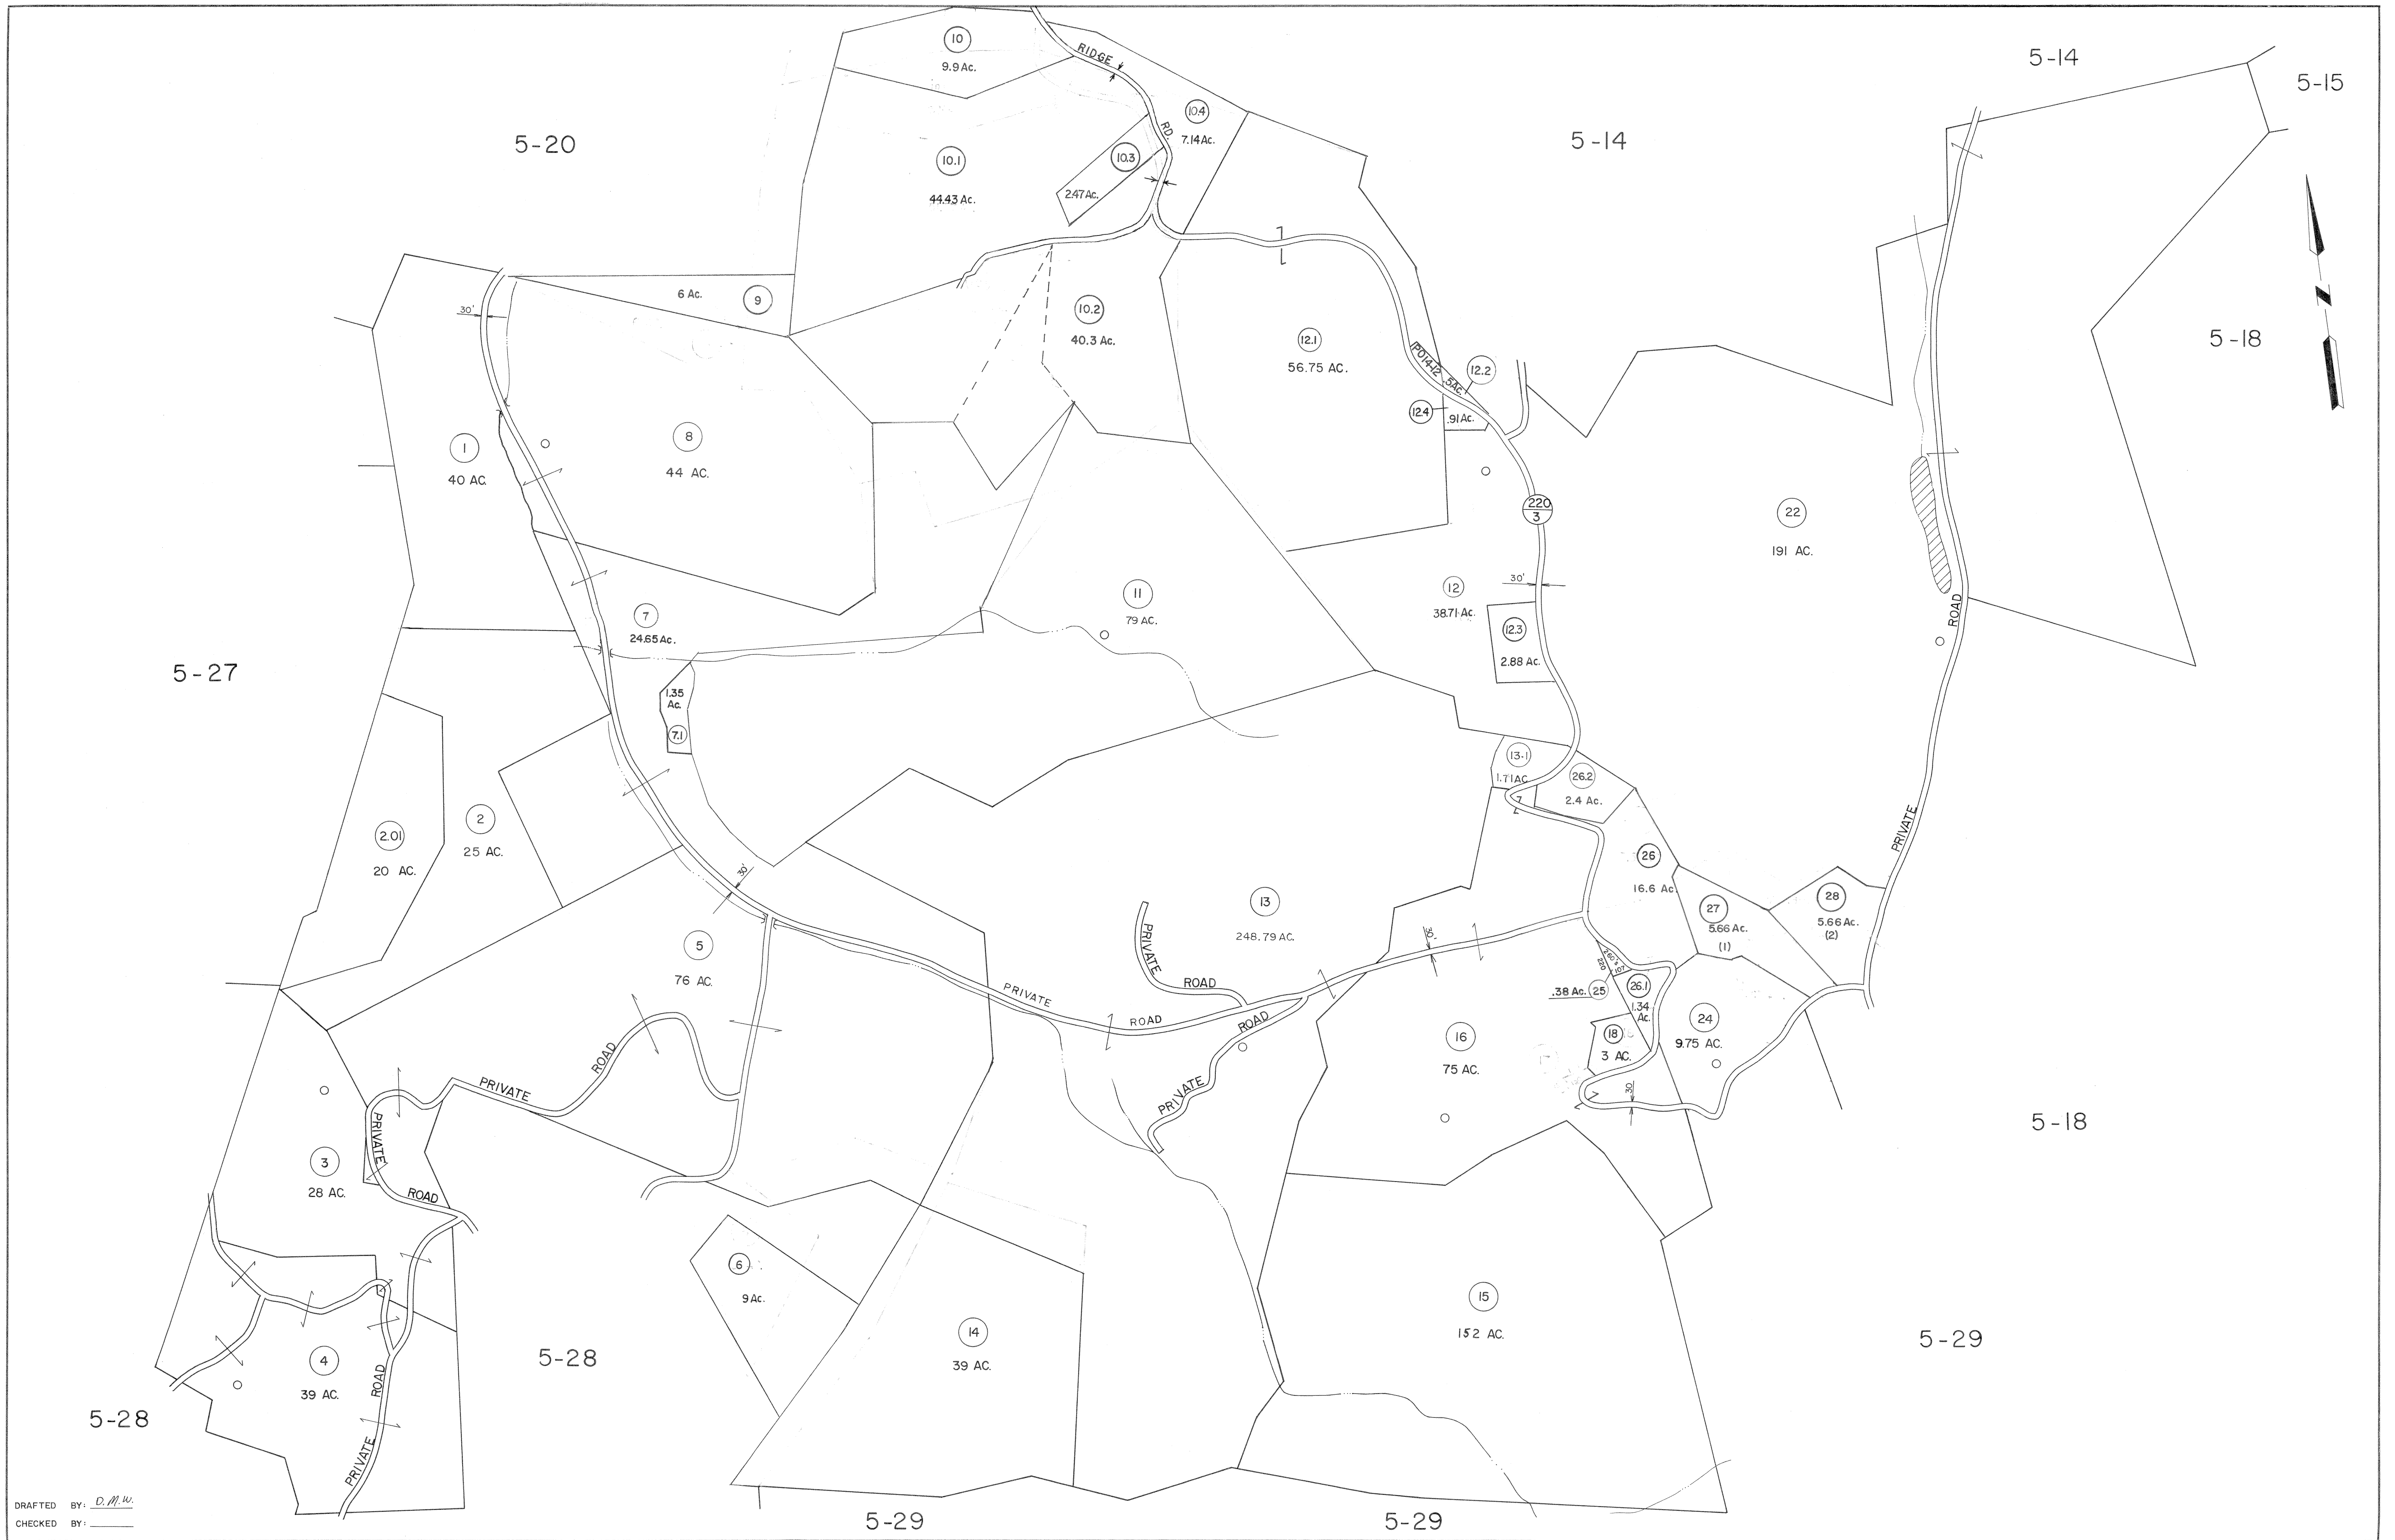 10
9.9 Ac.
RIDGE
RD.
5-14
5-15
5-20
10.4
7.14 Ac.
5-14
10.1
44.43 Ac.
10.3
2.47 Ac.
6 Ac.
9
30'
10.2
40.3 Ac.
12.1
56.75 AC.
5-18
P014-12
.5Ac.
12.2
12.4
.91Ac.
1
40 AC.
8
44 AC.
220
3
22
191 AC.
N
30'
12
38.71 Ac.
11
79 AC.
7
24.65 Ac.
12.3
2.88 Ac.
ROAD
5-27
1.35
Ac.
7.1
13.1
1.71 AC.
26.2
2.4 Ac.
2.01
20 AC.
2
25 AC.
PRIVATE
26
16.6 Ac.
30'
13
248.79 AC.
27
5.66 Ac.
(1)
28
5.66 Ac.
(2)
5
76 AC.
PRIVATE
ROAD
30'
220
107
.38 Ac.
25
26.1
1.34
Ac.
PRIVATE
ROAD
ROAD
PRIVATE
16
75 AC.
18
3 AC.
24
9.75 AC.
30
ROAD
PRIVATE
PRIVATE
ROAD
3
28 AC.
5-18
6
9 Ac.
14
39 AC.
15
152 AC.
5-29
5-28
4
39 AC.
ROAD
PRIVATE
5-28
DRAFTED BY: D.M.W.
CHECKED BY:
5-29
5-29